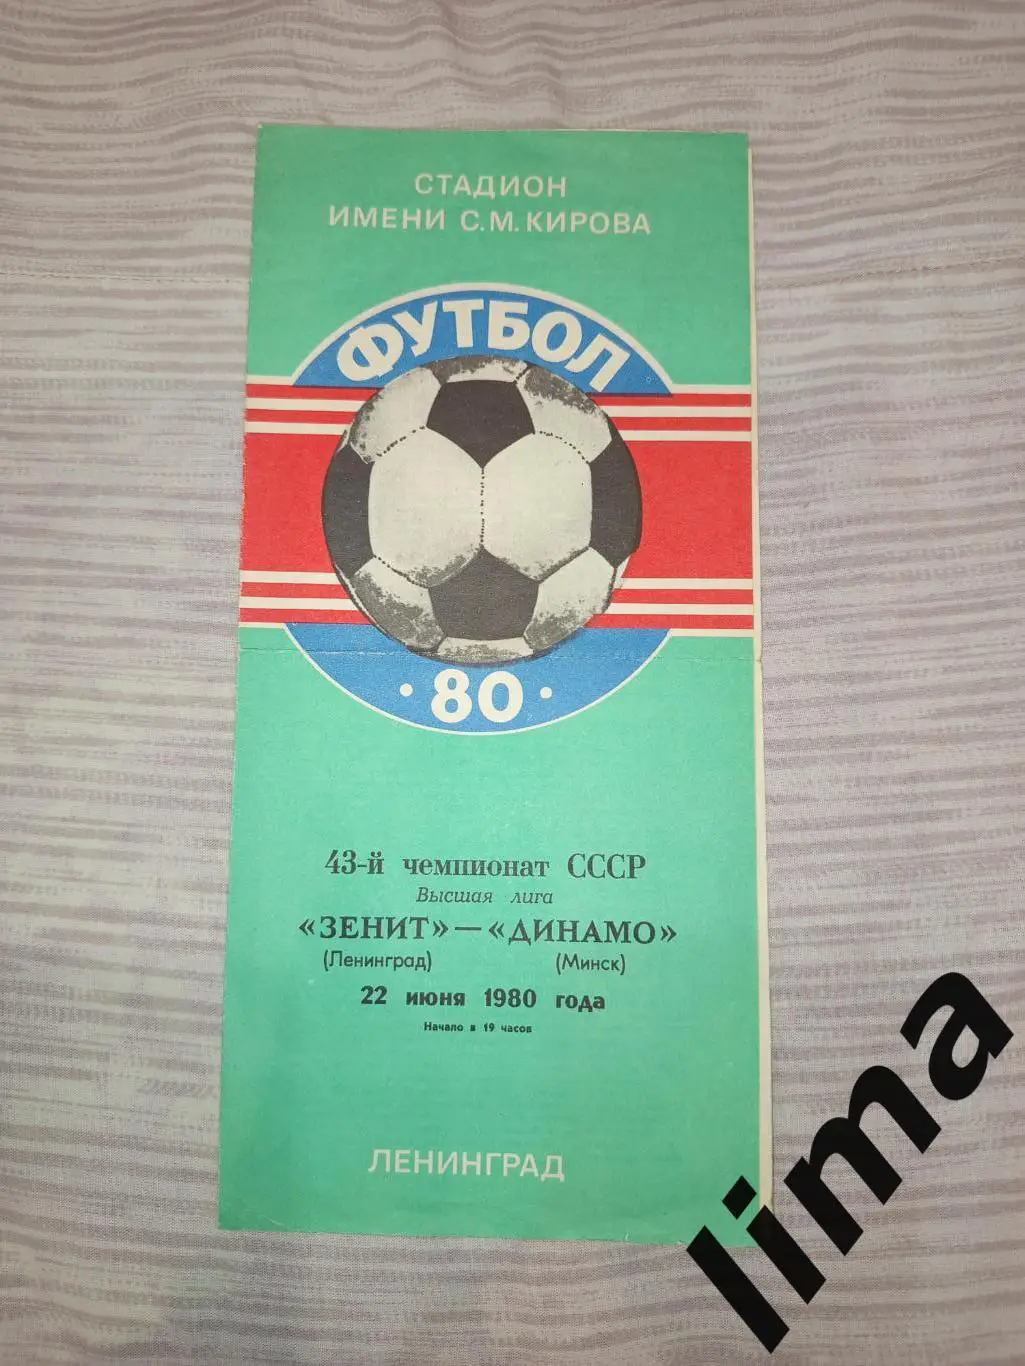 СТАДИОН
ИМЕНИ С.М. КИРОВА
ФУТБОЛ
·80·
43-й чемпионат СССР
Высшая лига
«ЗЕНИТ» — «ДИНАМО»
(Ленинград) (Минск)
22 июня 1980 года
Начало в 19 часов
ЛЕНИНГРАД
lima